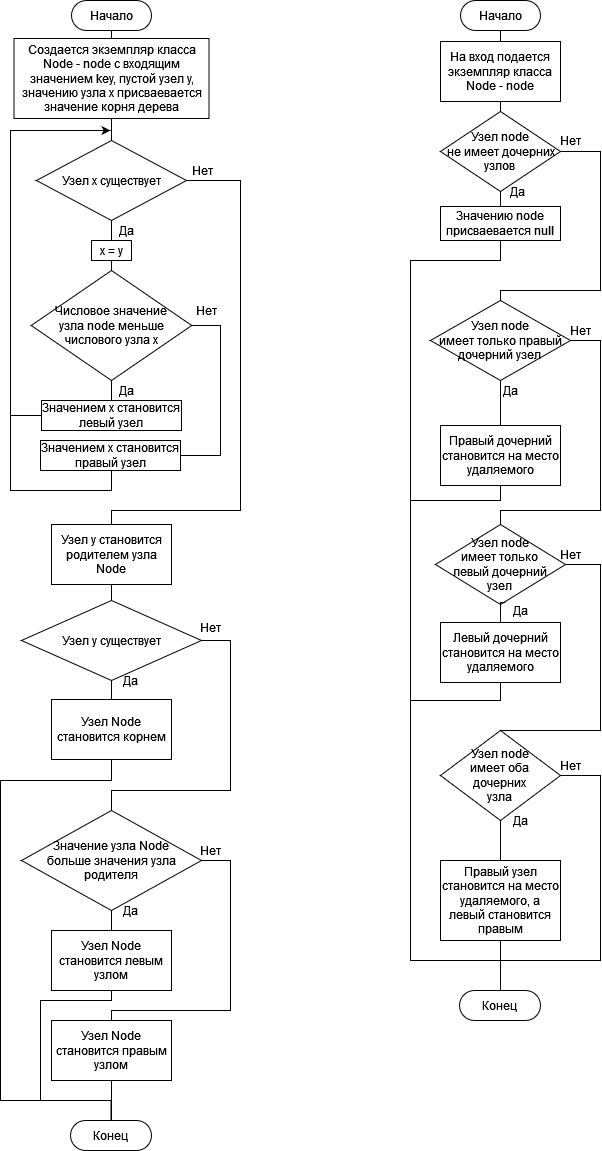 Начало
Создается экземпляр класса
Node - node с входящим
значением key, пустой узел y,
значению узла x присваевается
значение корня дерева
Узел x существует
Нет
Да
x = y
Числовое значение
узла node меньше
числового узла x
Нет
Да
Значением x становится
левый узел
Значением x становится
правый узел
Узел y становится
родителем узла
Node
Узел y существует
Нет
Да
Узел Node
становится корнем
Значение узла Node
больше значения узла
родителя
Нет
Да
Узел Node
становится левым
узлом
Узел Node
становится правым
узлом
Конец
Начало
На вход подается
экземпляр класса
Node - node
Узел node
не имеет дочерних
узлов
Нет
Да
Значению node
присваевается null
Узел node
имеет только правый
дочерний узел
Нет
Да
Правый дочерний
становится на место
удаляемого
Узел node
имеет только
левый дочерний
узел
Нет
Да
Левый дочерний
становится на место
удаляемого
Узел node
имеет оба
дочерних
узла
Нет
Да
Правый узел
становится на место
удаляемого, а
левый становится
правым
Конец